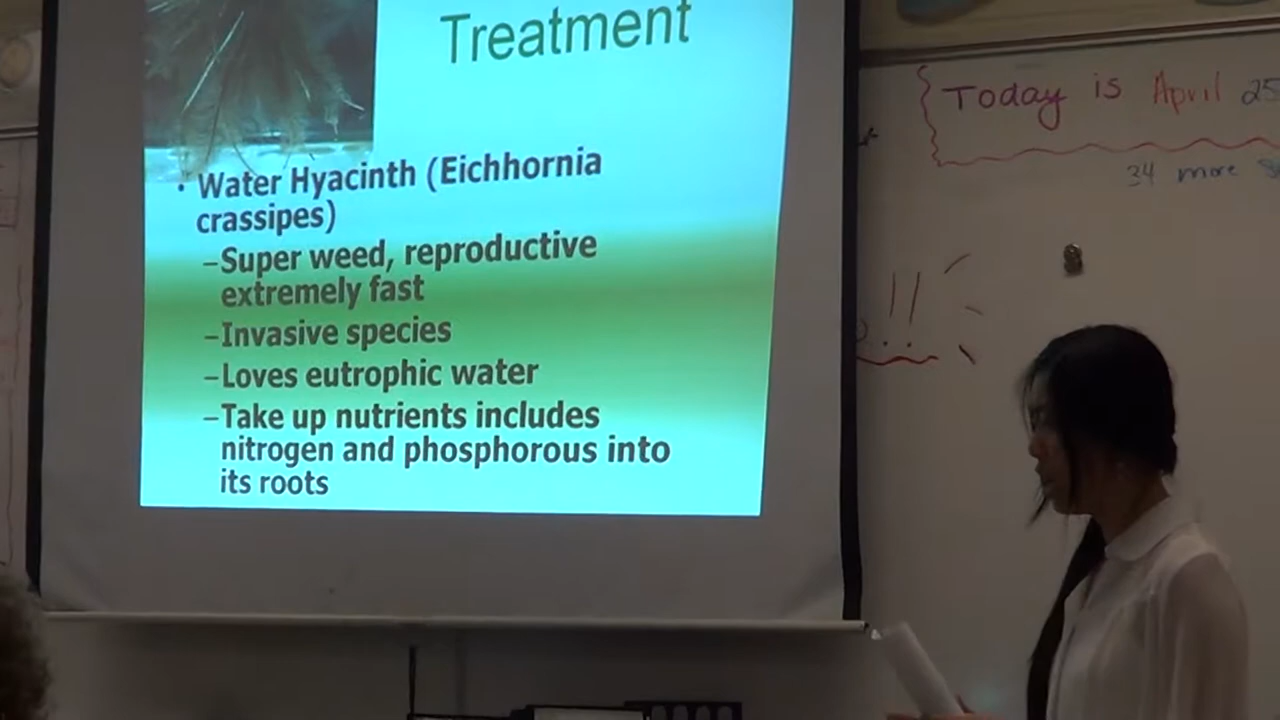 Treatment
• Water Hyacinth (Eichhornia
crassipes)
–Super weed, reproductive
extremely fast
–Invasive species
–Loves eutrophic water
–Take up nutrients includes
nitrogen and phosphorous into
its roots
Today is April 25
34 more
!!